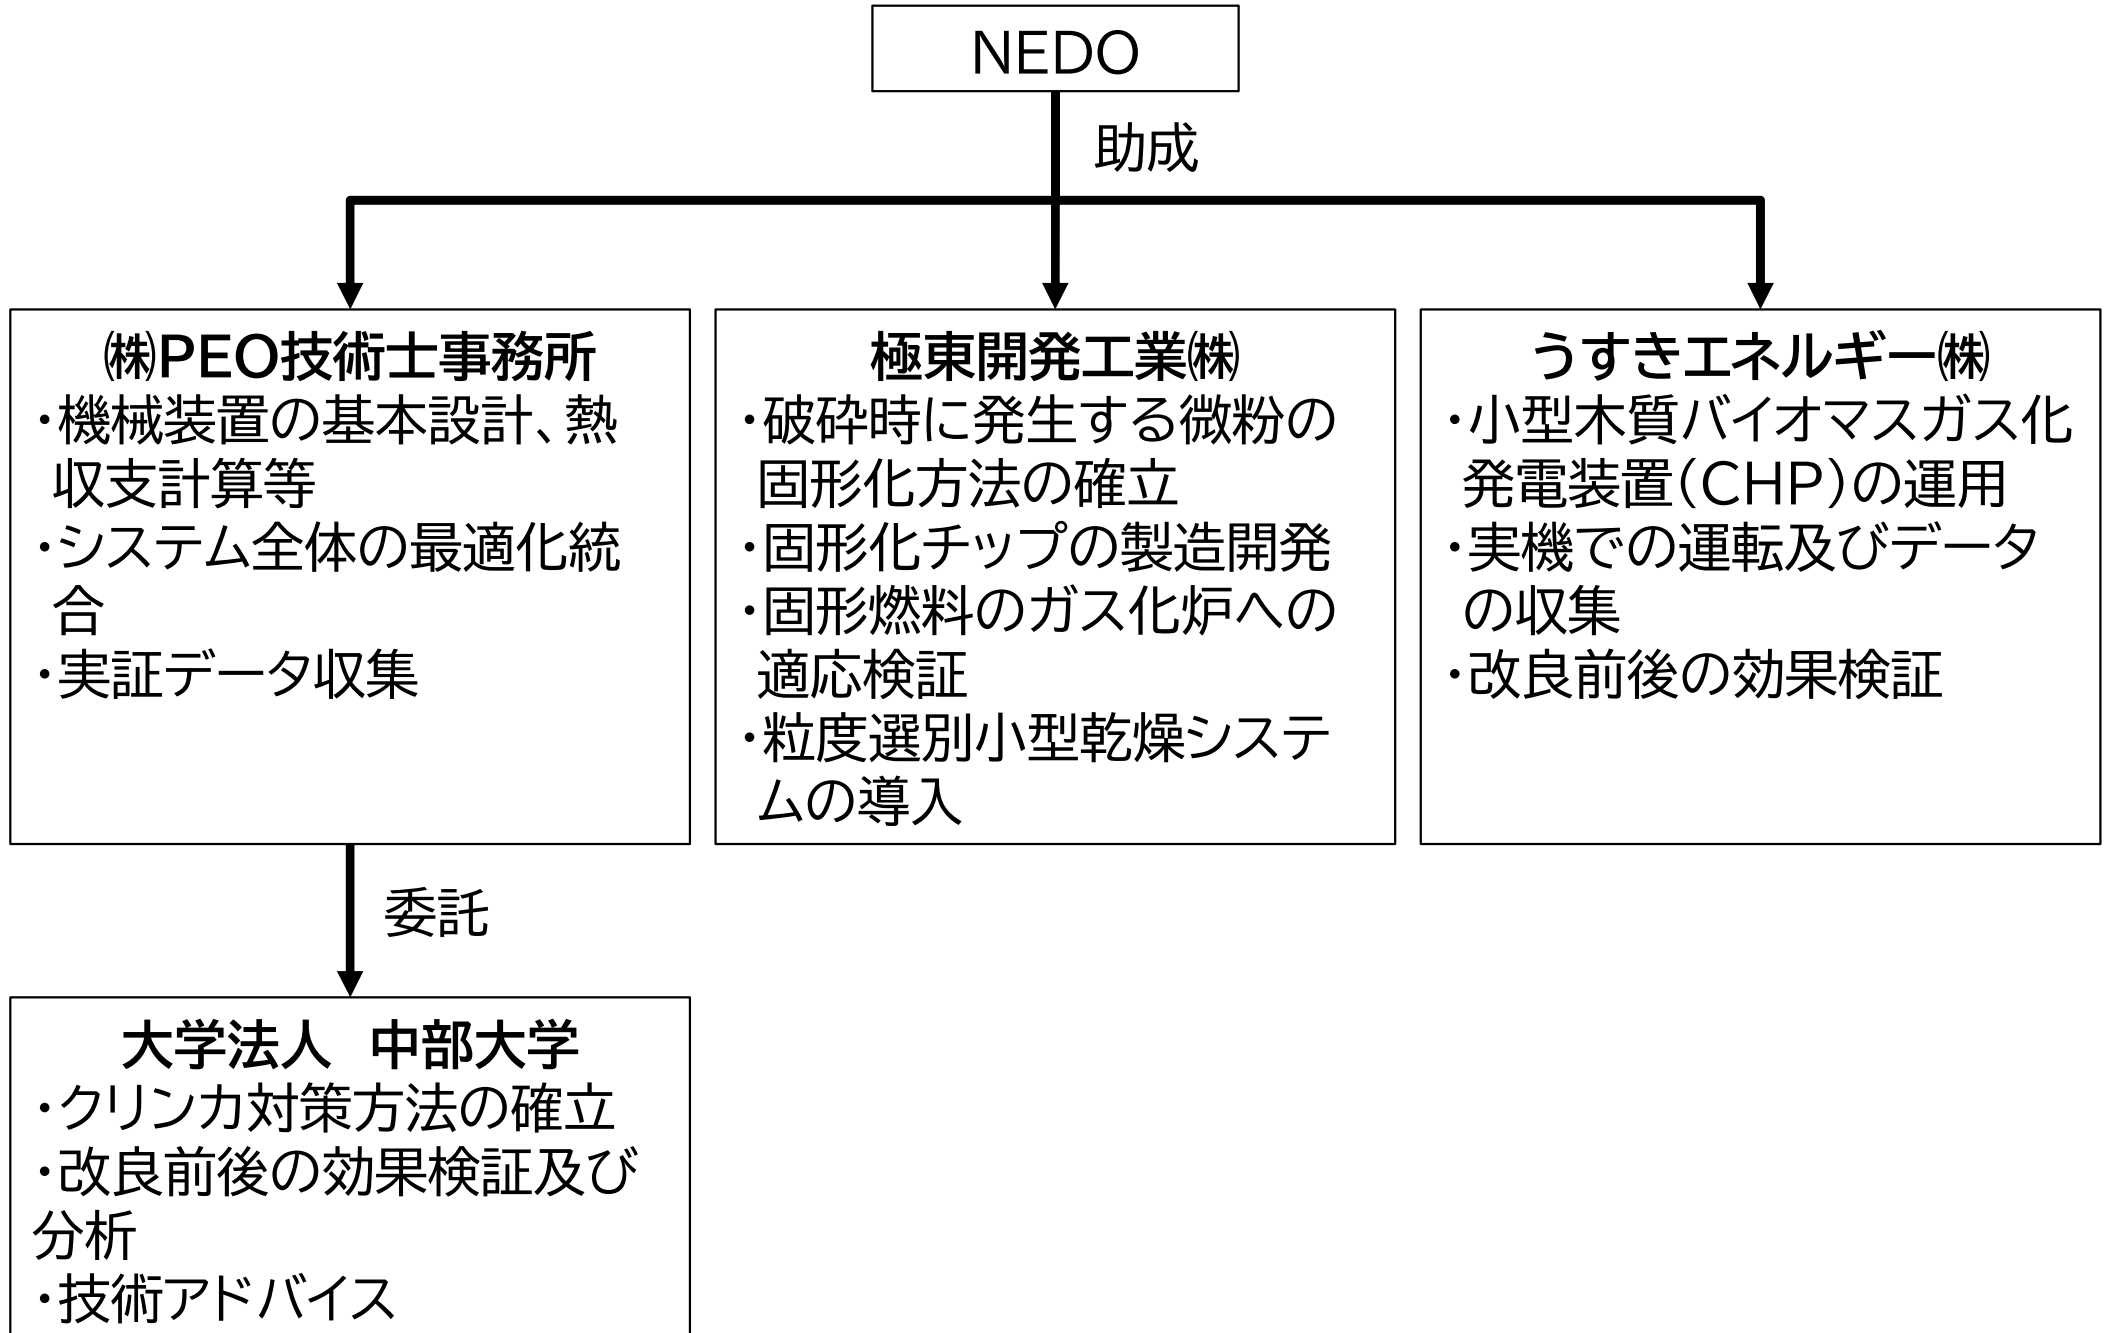 NEDO
助成
㈱PEO技術士事務所
・機械装置の基本設計、熱
収支計算等
・システム全体の最適化統
合
・実証データ収集
極東開発工業㈱
・破砕時に発生する微粉の
固形化方法の確立
・固形化チップの製造開発
・固形燃料のガス化炉への
適応検証
・粒度選別小型乾燥システ
ムの導入
うすきエネルギー㈱
・小型木質バイオマスガス化
発電装置（CHP）の運用
・実機での運転及びデータ
の収集
・改良前後の効果検証
委託
大学法人　中部大学
・クリンカ対策方法の確立
・改良前後の効果検証及び
分析
・技術アドバイス